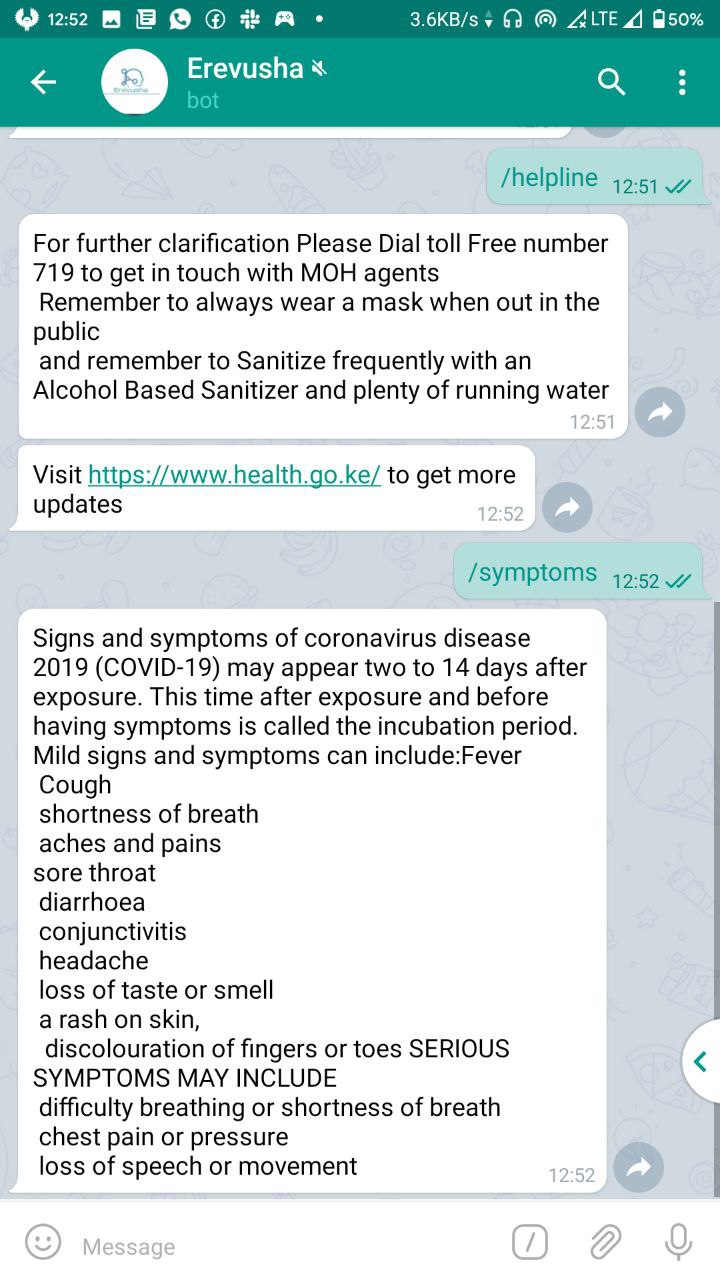 12:52 3.6KB/s LTE 50%
Erevusha
Erevusha
bot
/helpline 12:51
For further clarification Please Dial toll Free number
719 to get in touch with MOH agents
Remember to always wear a mask when out in the
public
and remember to Sanitize frequently with an
Alcohol Based Sanitizer and plenty of running water
12:51
Visit https://www.health.go.ke/ to get more
updates
12:52
/symptoms 12:52
Signs and symptoms of coronavirus disease
2019 (COVID-19) may appear two to 14 days after
exposure. This time after exposure and before
having symptoms is called the incubation period.
Mild signs and symptoms can include:Fever
Cough
shortness of breath
aches and pains
sore throat
diarrhoea
conjunctivitis
headache
loss of taste or smell
a rash on skin,
discolouration of fingers or toes SERIOUS
SYMPTOMS MAY INCLUDE
difficulty breathing or shortness of breath
chest pain or pressure
loss of speech or movement
12:52
Message